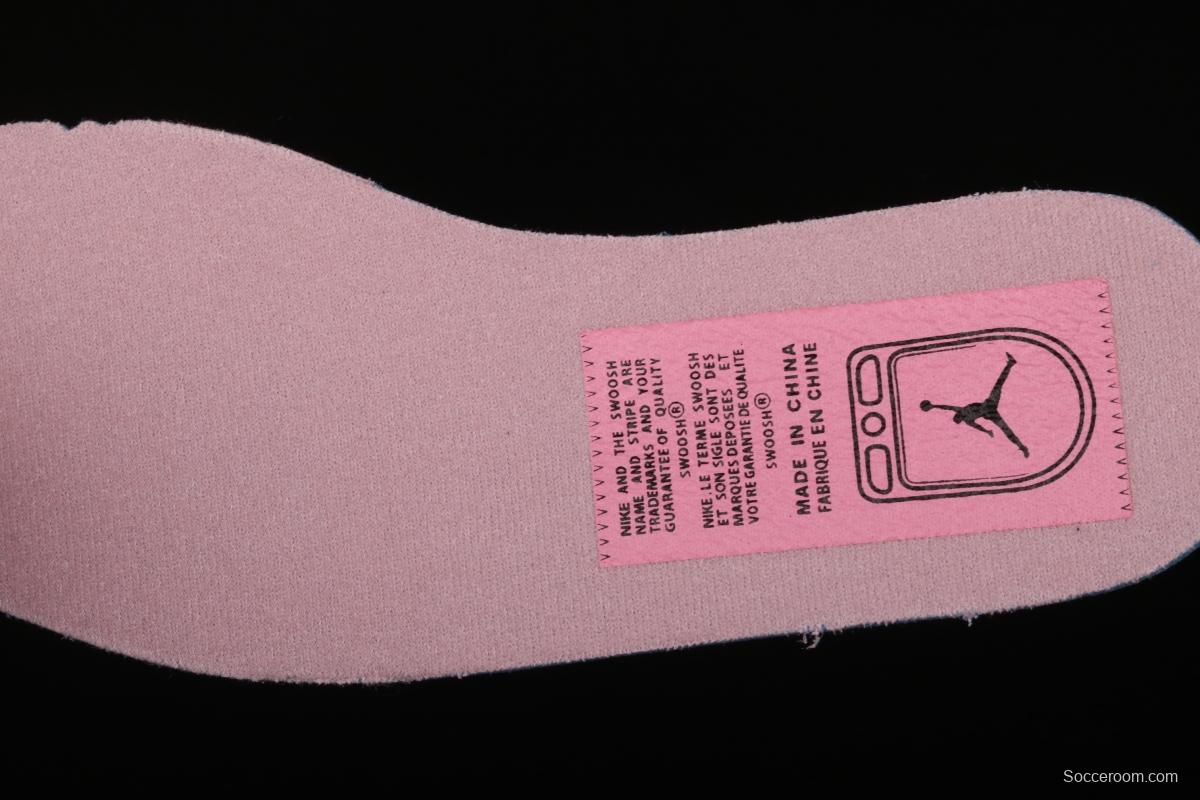 NIKE AND THE SWOOSH
NAME AND STRIPE ARE
TRADEMARKS AND YOUR
GUARANTEE OF QUALITY
SWOOSH®
NIKE.LE TERME SWOOSH
ET SON SIGLE SONT DES
MARQUES DEPOSEES ET
VOTRE GARANTIE DE QUALITE.
SWOOSH®
MADE IN CHINA
FABRIQUE EN CHINE
Socceroom.com